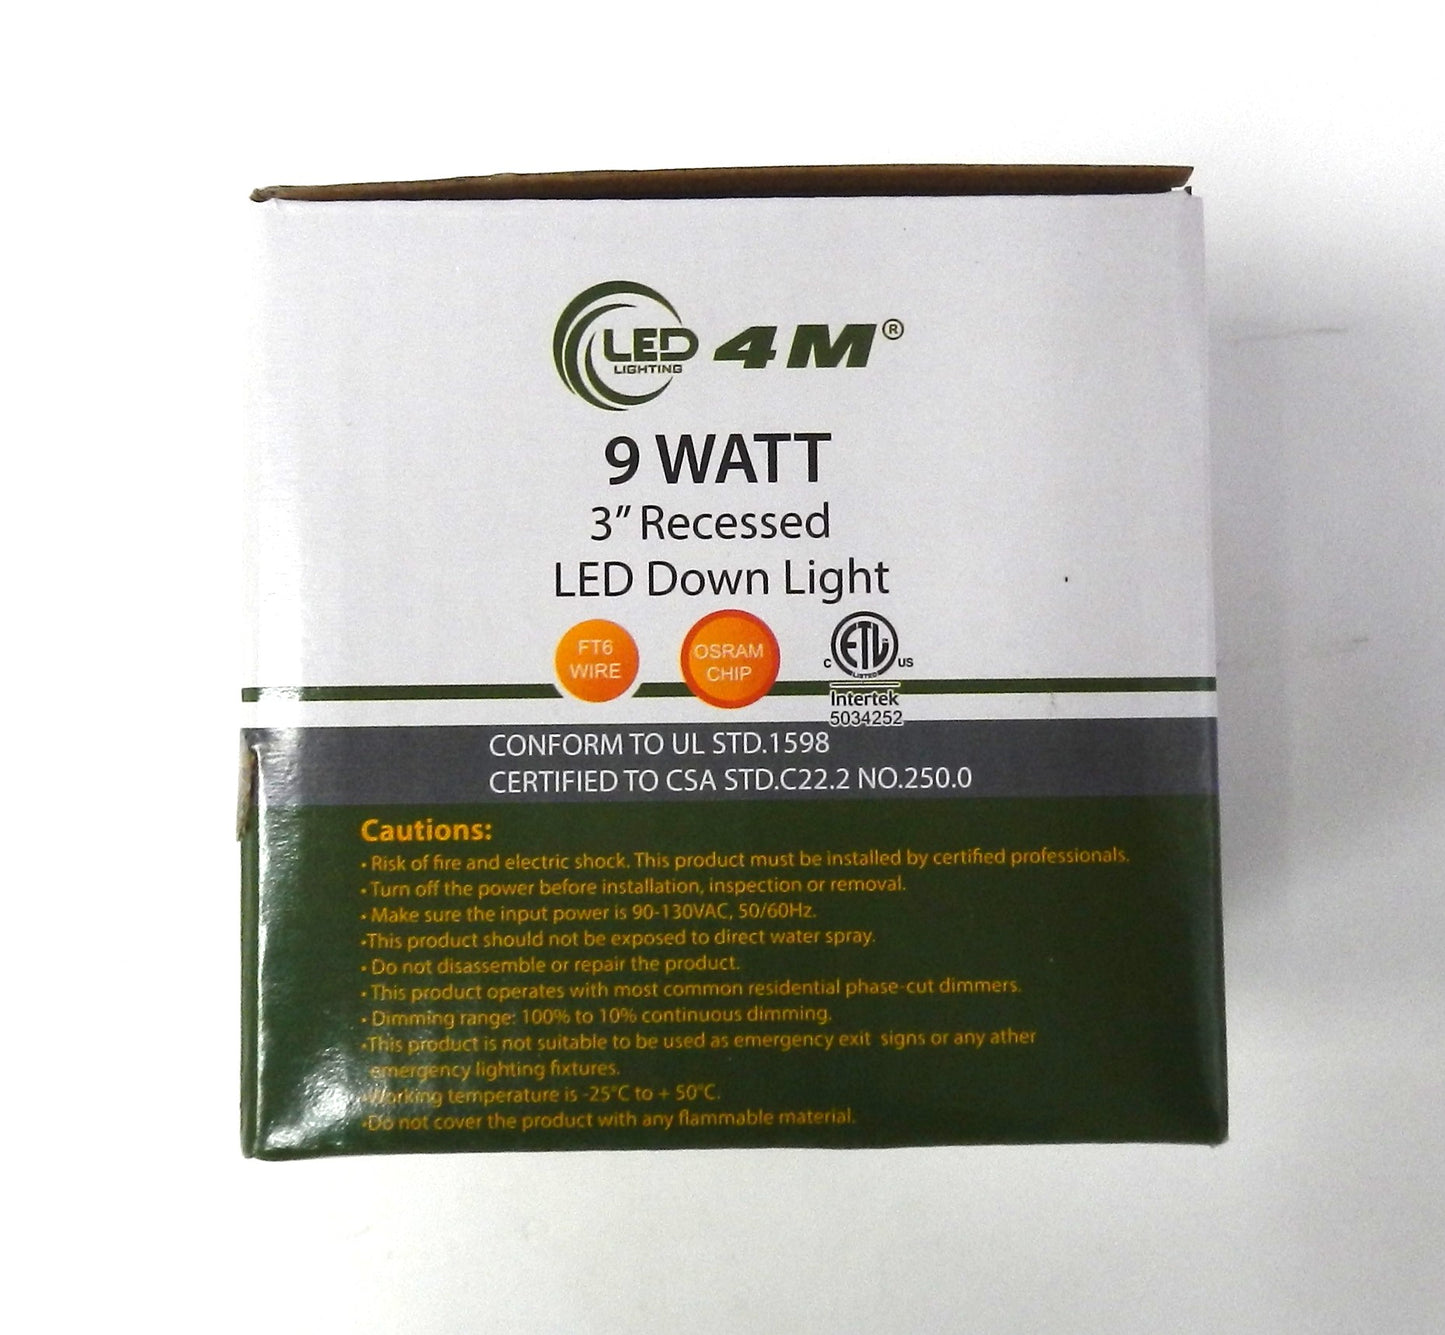 LED 4M®
LIGHTING
9 WATT
3” Recessed
LED Down Light
FT6
WIRE
OSRAM
CHIP
C ETL US
LISTED
Intertek
5034252
CONFORM TO UL STD.1598
CERTIFIED TO CSA STD.C22.2 NO.250.0
Cautions:
• Risk of fire and electric shock. This product must be installed by certified professionals.
• Turn off the power before installation, inspection or removal.
• Make sure the input power is 90-130VAC, 50/60Hz.
•This product should not be exposed to direct water spray.
• Do not disassemble or repair the product.
• This product operates with most common residential phase-cut dimmers.
• Dimming range: 100% to 10% continuous dimming.
•This product is not suitable to be used as emergency exit signs or any ather
emergency lighting fixtures.
•Working temperature is -25°C to + 50°C.
•Do not cover the product with any flammable material.